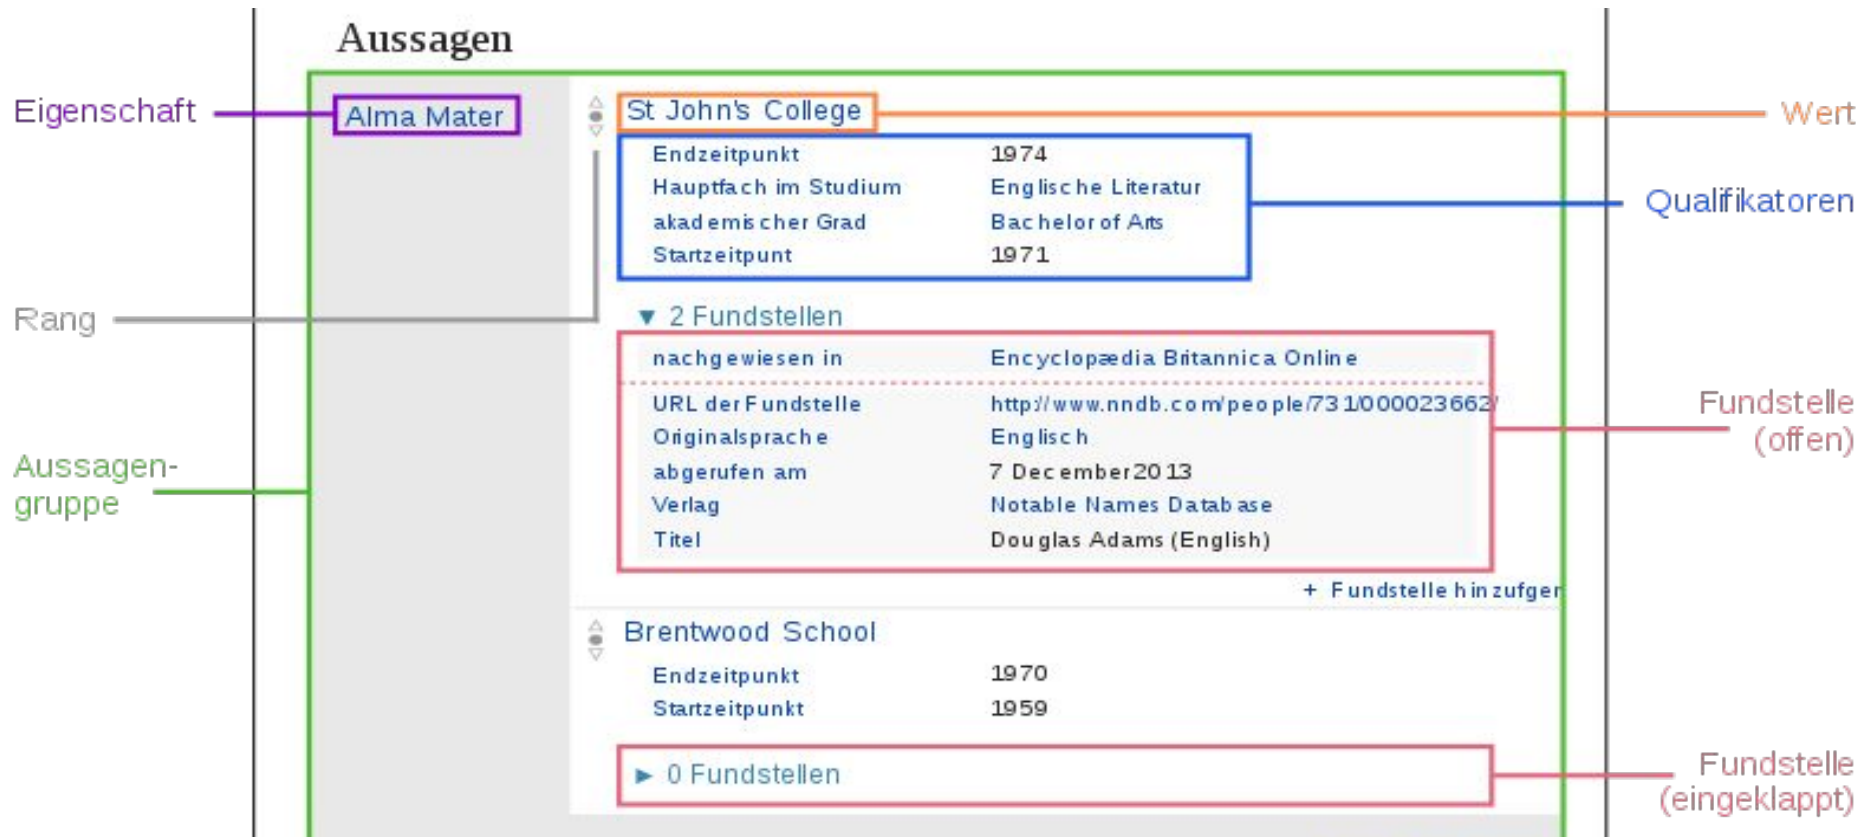 Aussagen
Eigenschaft
Alma Mater
St John's College
Wert
Endzeitpunkt 1974
Hauptfach im Studium Englische Literatur
Qualifikatoren
akademischer Grad Bachelor of Arts
Startzeitpunt 1971
Rang
▼ 2 Fundstellen
nachgewiesen in Encyclopædia Britannica Online
URL der Fundstelle http://www.nndb.com/people/731/000023662/
Fundstelle
(offen)
Originalsprache Englisch
Aussagen-
gruppe
abgerufen am 7 December 2013
Verlag Notable Names Database
Titel Douglas Adams (English)
+ Fundstelle hinzufgen
Brentwood School
Endzeitpunkt 1970
Startzeitpunkt 1959
► 0 Fundstellen
Fundstelle
(eingeklappt)